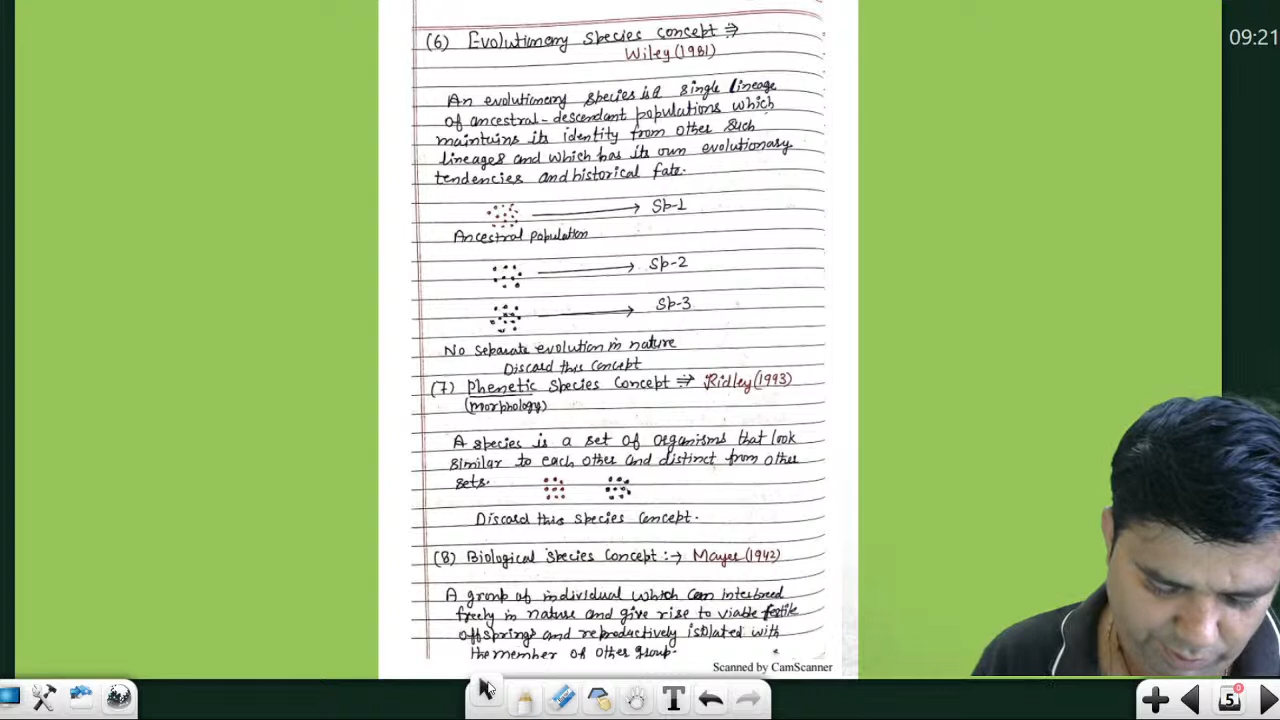 (6) Evolutionary species concept ⇒
Wiley (1981)
09:21
An evolutionary species is a single lineage
of ancestral-descendant populations which
maintains its identity from other such
lineages and which has its own evolutionary
tendencies and historical fate.
→ Sp-1
Ancestral population
→ Sp-2
→ Sp-3
No separate evolution in nature
Discard this concept
(7) Phenetic species concept ⇒ Ridley (1993)
(morphology)
A species is a set of organisms that look
similar to each other and distinct from other
sets.
Discard this species concept.
(8) Biological species concept :→ Mayer (1942)
A group of individual which can interbreed
freely in nature and give rise to viable fertile
offsprings and reproductively isolated with
the member of other group.
Scanned by CamScanner
T
5
0